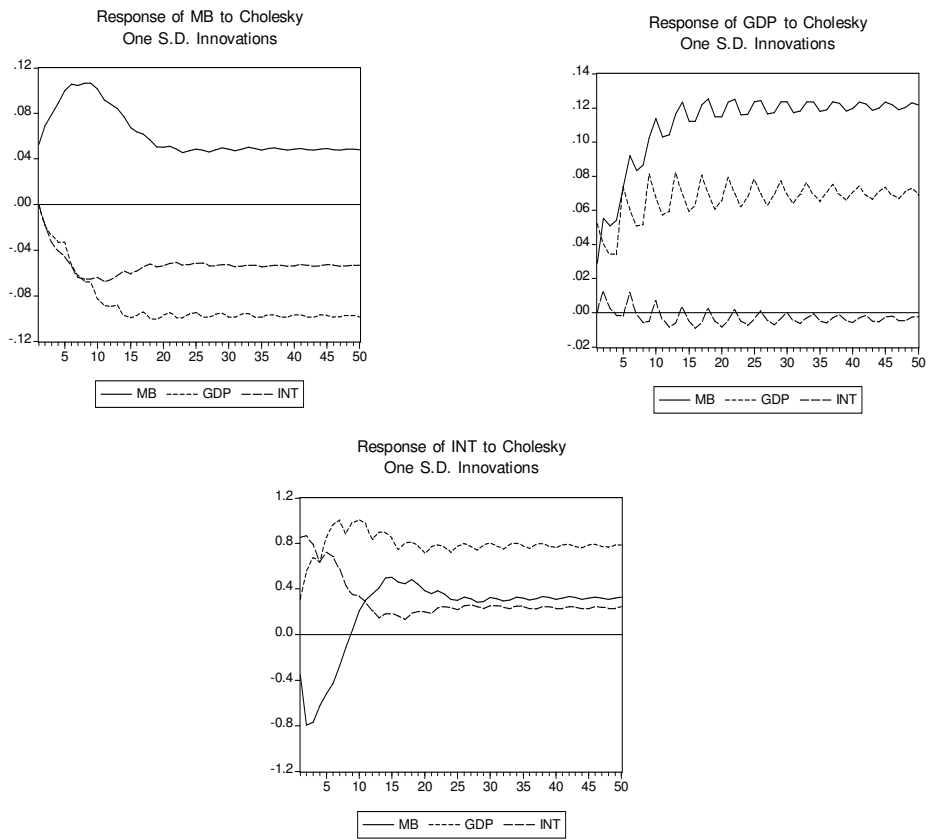 Response of MB to Cholesky
One S.D. Innovations
.12
.08
.04
.00
-.04
-.08
-.12
5 10 15 20 25 30 35 40 45 50
MB GDP INT
Response of GDP to Cholesky
One S.D. Innovations
.14
.12
.10
.08
.06
.04
.02
.00
-.02
5 10 15 20 25 30 35 40 45 50
MB GDP INT
Response of INT to Cholesky
One S.D. Innovations
1.2
0.8
0.4
0.0
-0.4
-0.8
-1.2
5 10 15 20 25 30 35 40 45 50
MB GDP INT